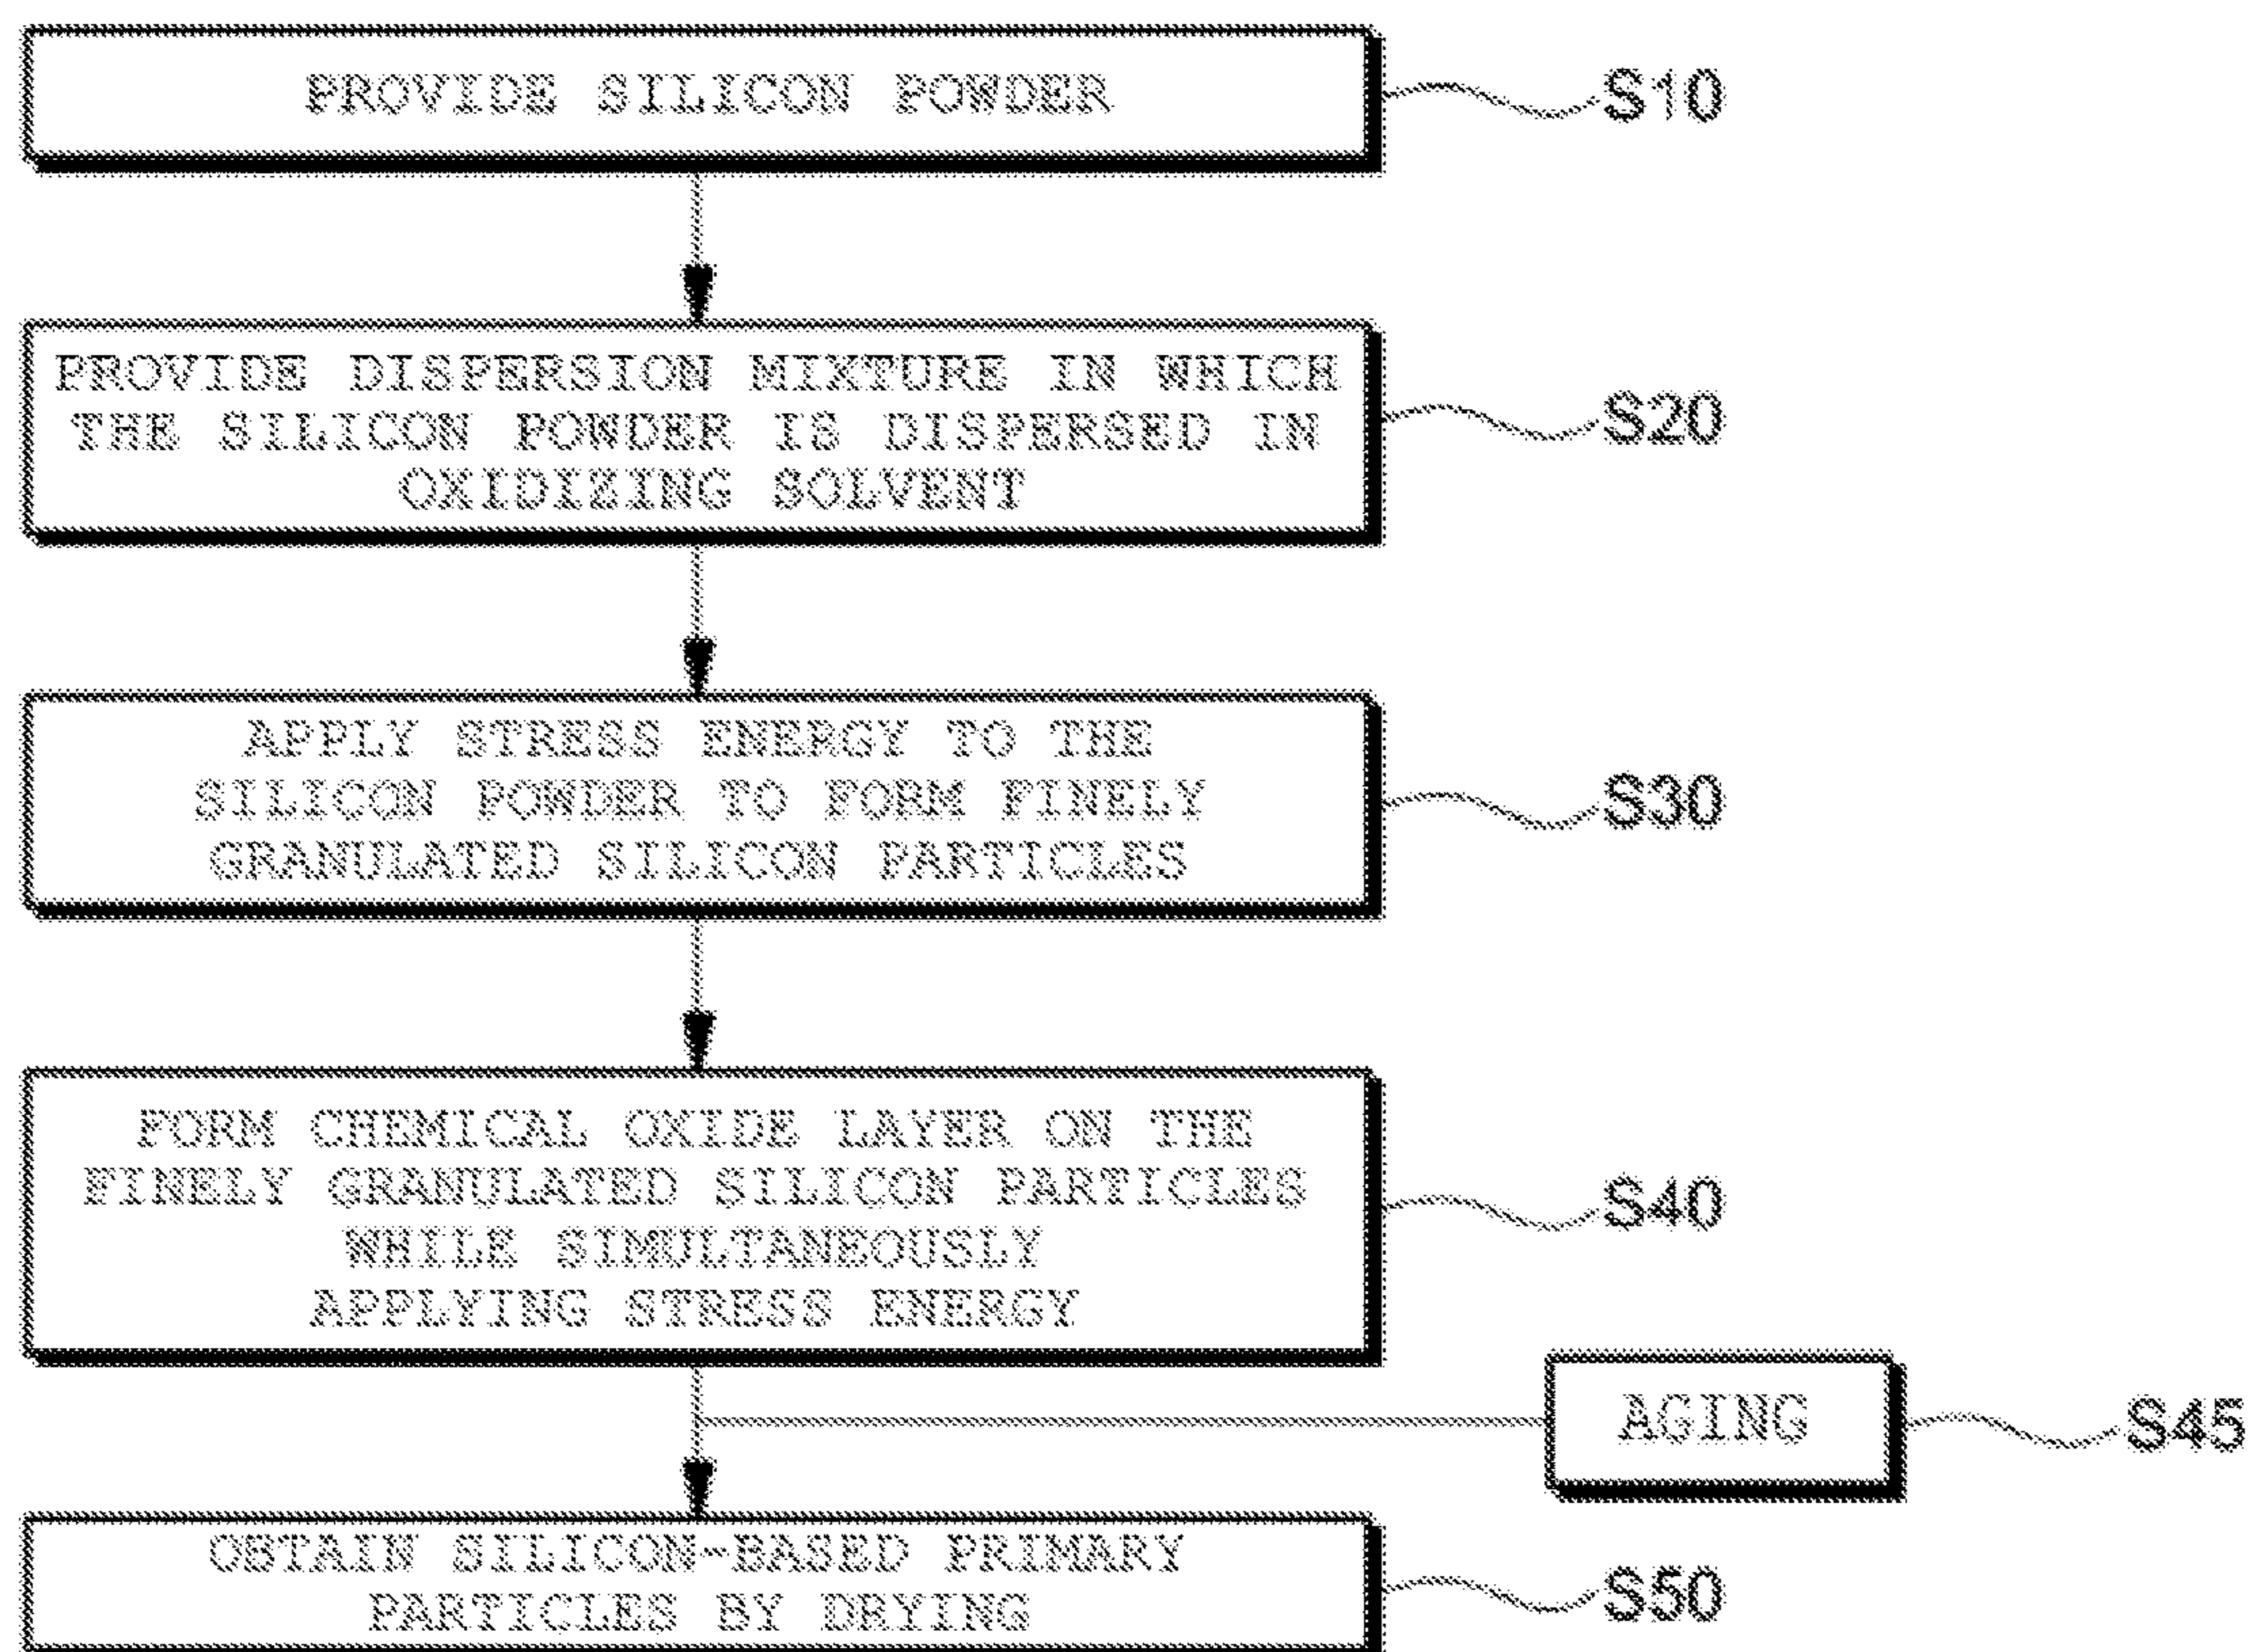 PROVIDE SILICON POWDER
S10
PROVIDE DISPERSION MIXTURE IN WHICH
THE SILICON POWDER IS DISPERSED IN
OXIDIZING SOLVENT
S20
APPLY STRESS ENERGY TO THE
SILICON POWDER TO FORM FINELY
GRANULATED SILICON PARTICLES
S30
FORM CHEMICAL OXIDE LAYER ON THE
FINELY GRANULATED SILICON PARTICLES
WHILE SIMULTANEOUSLY
APPLYING STRESS ENERGY
S40
AGING
S45
OBTAIN SILICON-BASED PRIMARY
PARTICLES BY DRYING
S50